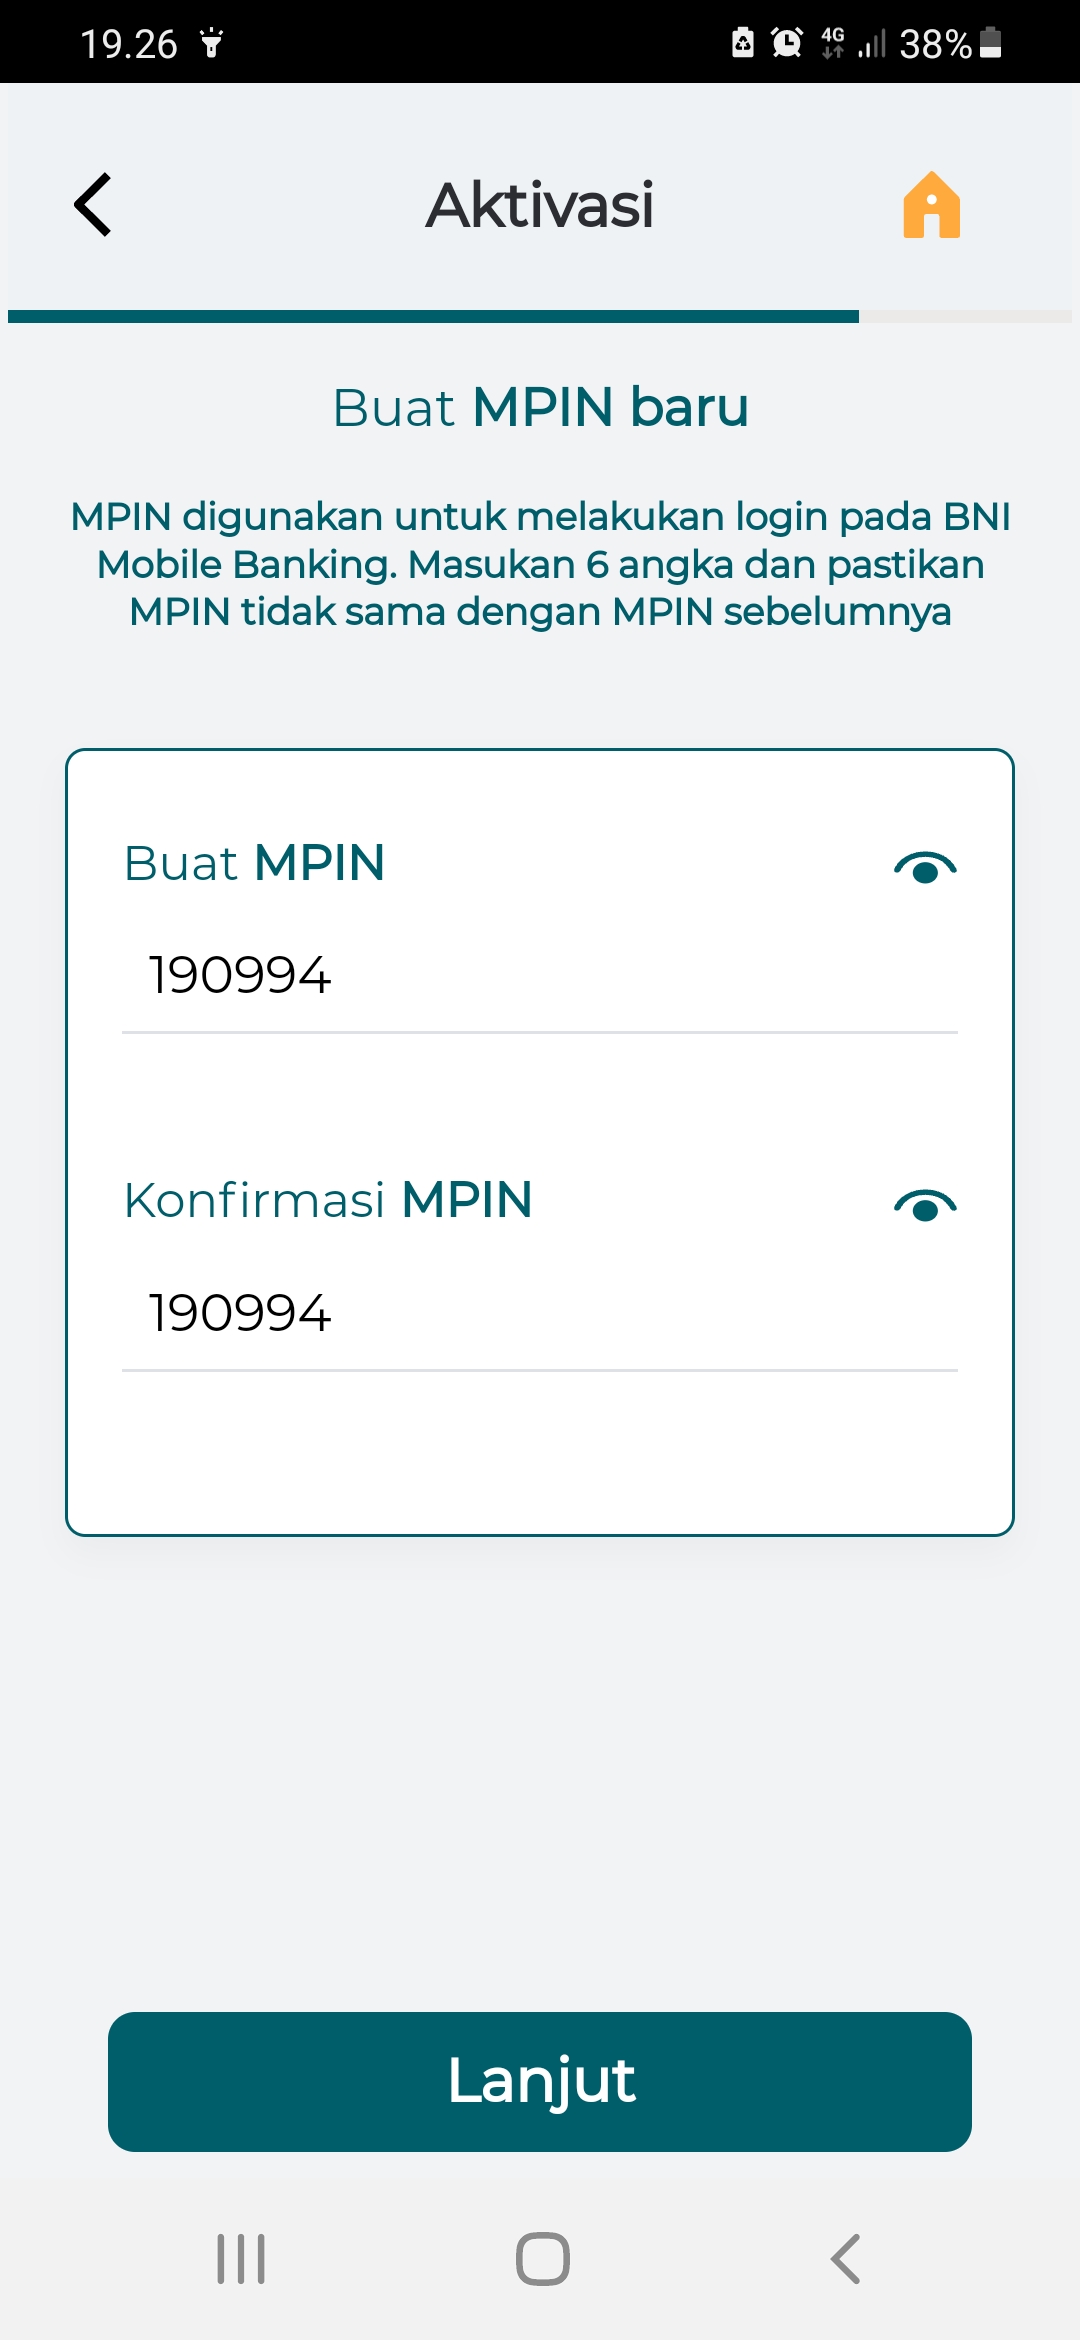 19.26
4G
38%
Aktivasi
Buat MPIN baru
MPIN digunakan untuk melakukan login pada BNI
Mobile Banking. Masukan 6 angka dan pastikan
MPIN tidak sama dengan MPIN sebelumnya
Buat MPIN
190994
Konfirmasi MPIN
190994
Lanjut